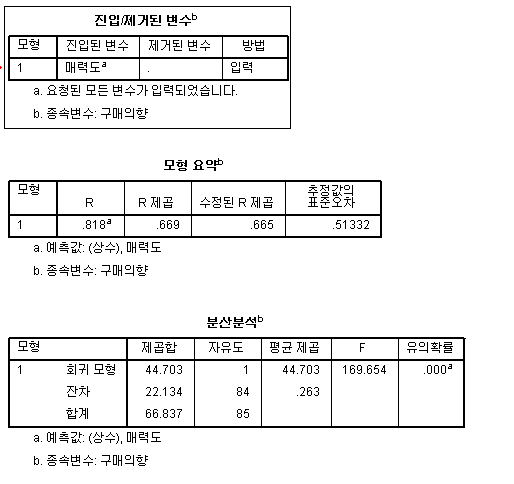 진입/제거된 변수b
모형 진입된 변수 제거된 변수 방법
1 매력도a . 입력
a. 요청된 모든 변수가 입력되었습니다.
b. 종속변수: 구매의향
모형 요약b
모형 R R 제곱 수정된 R 제곱 추정값의 표준오차
1 .818a .669 .665 .51332
a. 예측값: (상수), 매력도
b. 종속변수: 구매의향
분산분석b
모형 제곱합 자유도 평균 제곱 F 유의확률
1 회귀 모형 44.703 1 44.703 169.654 .000a
잔차 22.134 84 .263
합계 66.837 85
a. 예측값: (상수), 매력도
b. 종속변수: 구매의향